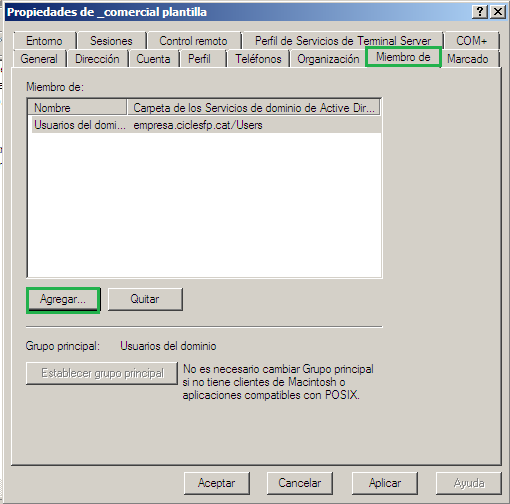 Propiedades de _comercial plantilla
Entorno Sesiones Control remoto Perfil de Servicios de Terminal Server COM+
General Dirección Cuenta Perfil Teléfonos Organización Miembro de Marcado
Miembro de:
Nombre Carpeta de los Servicios de dominio de Active Dir...
Usuarios del domi... empresa.ciclesfp.cat/Users
Agregar... Quitar
Grupo principal: Usuarios del dominio
Establecer grupo principal
No es necesario cambiar Grupo principal
si no tiene clientes de Macintosh o
aplicaciones compatibles con POSIX.
Aceptar Cancelar Aplicar Ayuda